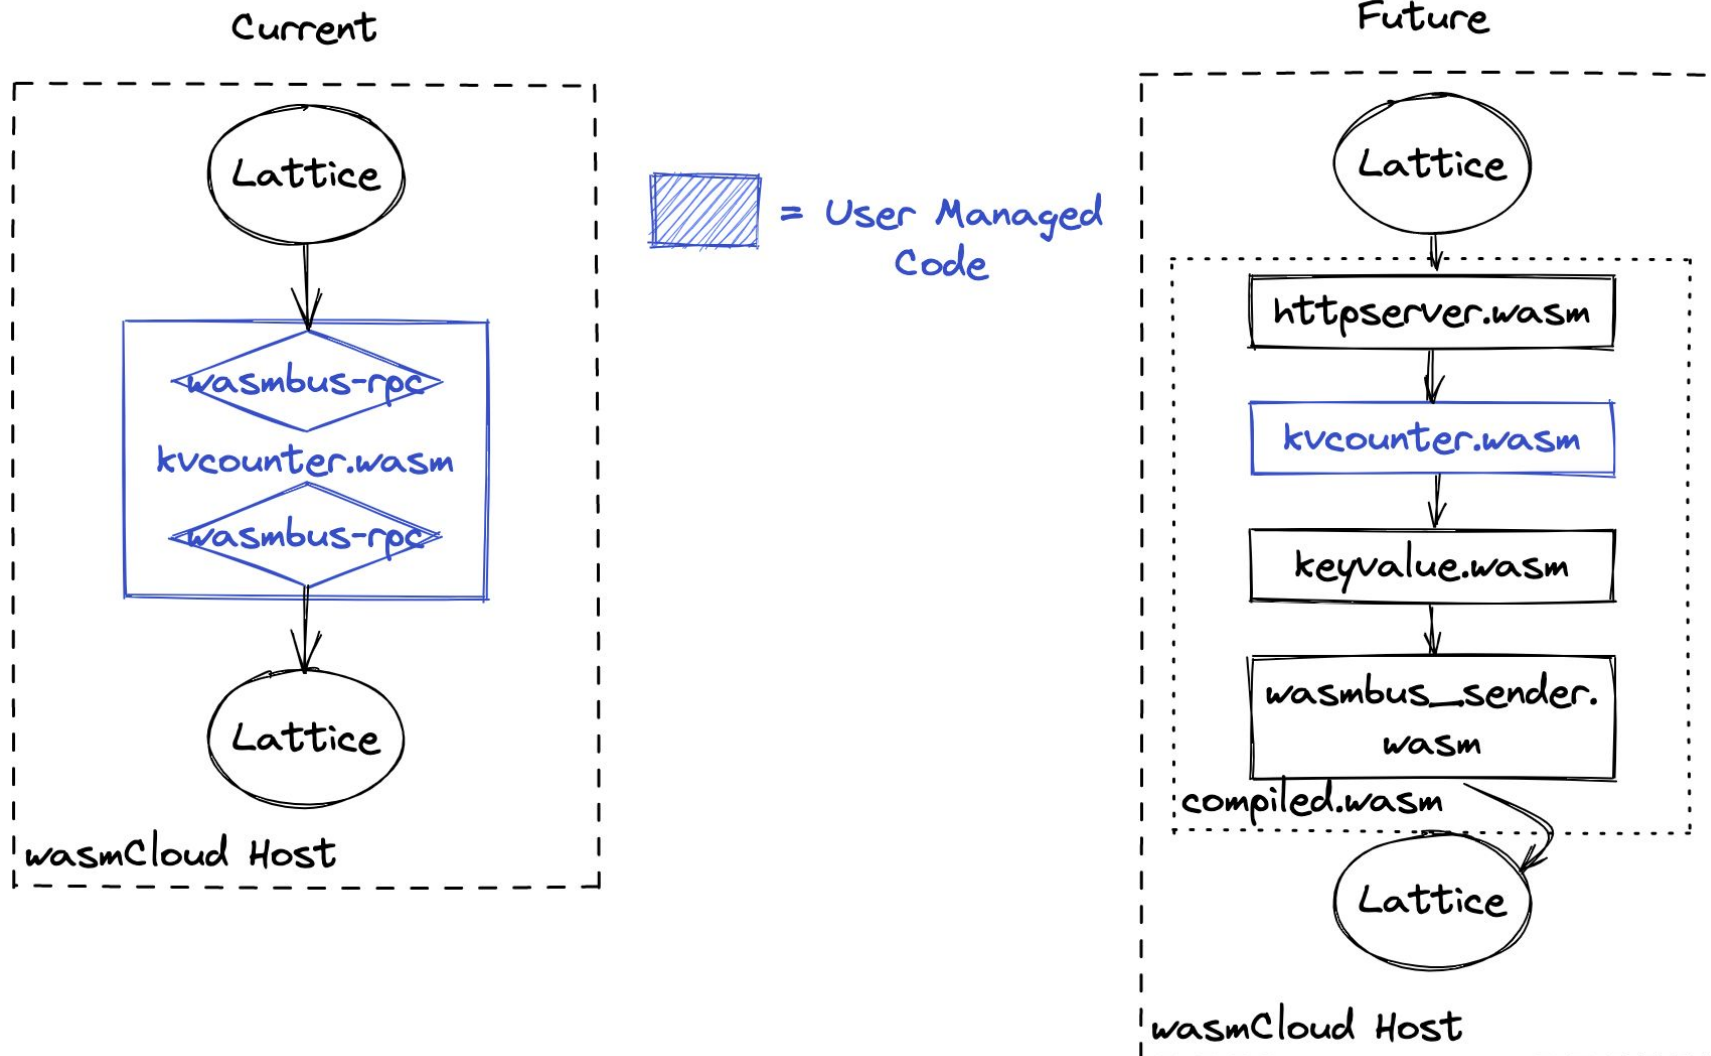 Current
Lattice
wasmbus-rpc
kvcounter.wasm
wasmbus-rpc
Lattice
wasmCloud Host
= User Managed
Code
Future
Lattice
httpserver.wasm
kvcounter.wasm
keyvalue.wasm
wasmbus_sender.
wasm
compiled.wasm
Lattice
wasmCloud Host